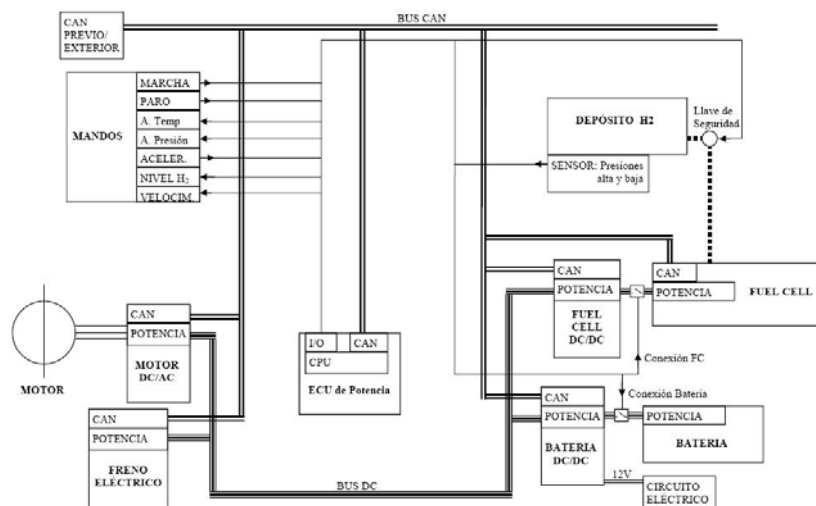 BUS CAN
CAN
PREVIO/
EXTERIOR
MANDOS
MARCHA
PARO
A. Temp
A. Presión
ACELER.
NIVEL H₂
VELOCIM.
DEPÓSITO H2
Llave de
Seguridad
SENSOR: Presiones
alta y baja
CAN
POTENCIA
FUEL CELL
CAN
POTENCIA
FUEL
CELL
DC/DC
Conexión FC
MOTOR
CAN
POTENCIA
MOTOR
DC/AC
I/O
CAN
CPU
ECU de Potencia
Conexión Batería
CAN
POTENCIA
BATERIA
DC/DC
POTENCIA
BATERIA
CAN
POTENCIA
FRENO
ELÉCTRICO
BUS DC
12V
CIRCUITO
ELÉCTRICO